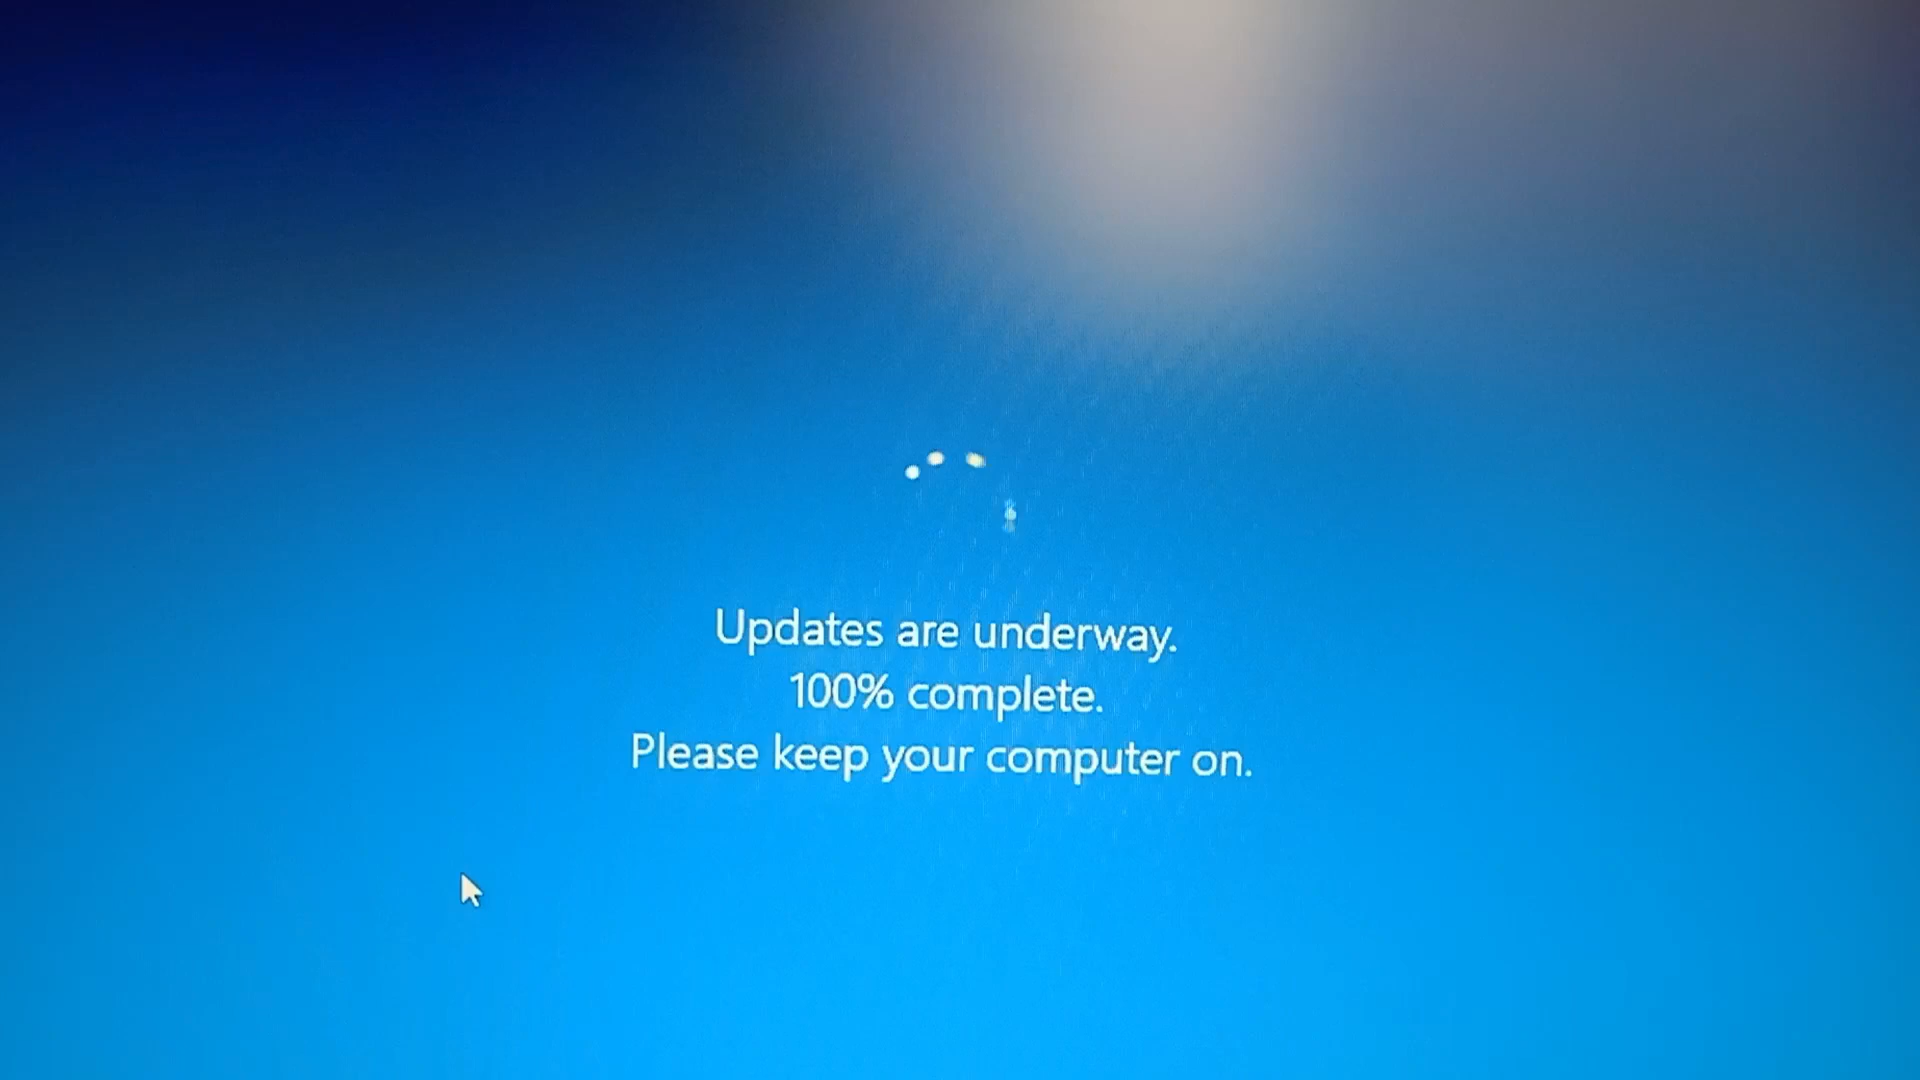 Updates are underway.
100% complete.
Please keep your computer on.